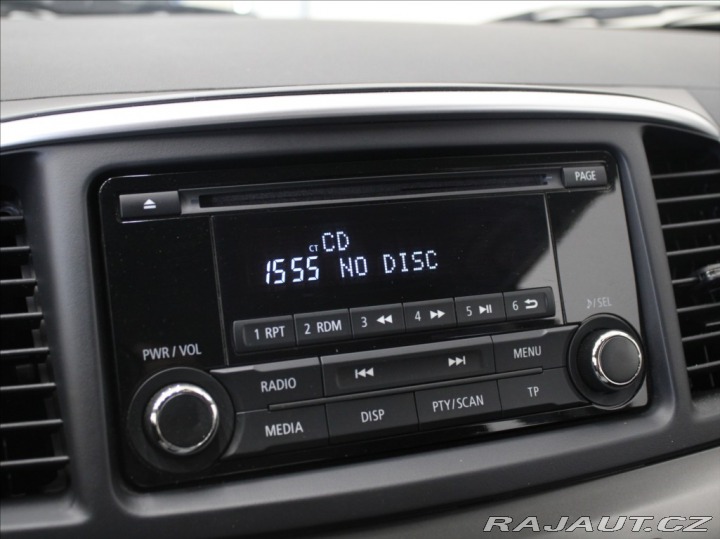 PAGE
CD
CT
1555 NO DISC
1 RPT 2 RDM 3 4 5 6
♪/SEL
PWR/VOL
RADIO MENU
MEDIA DISP PTY/SCAN TP
RAJAUT.CZ